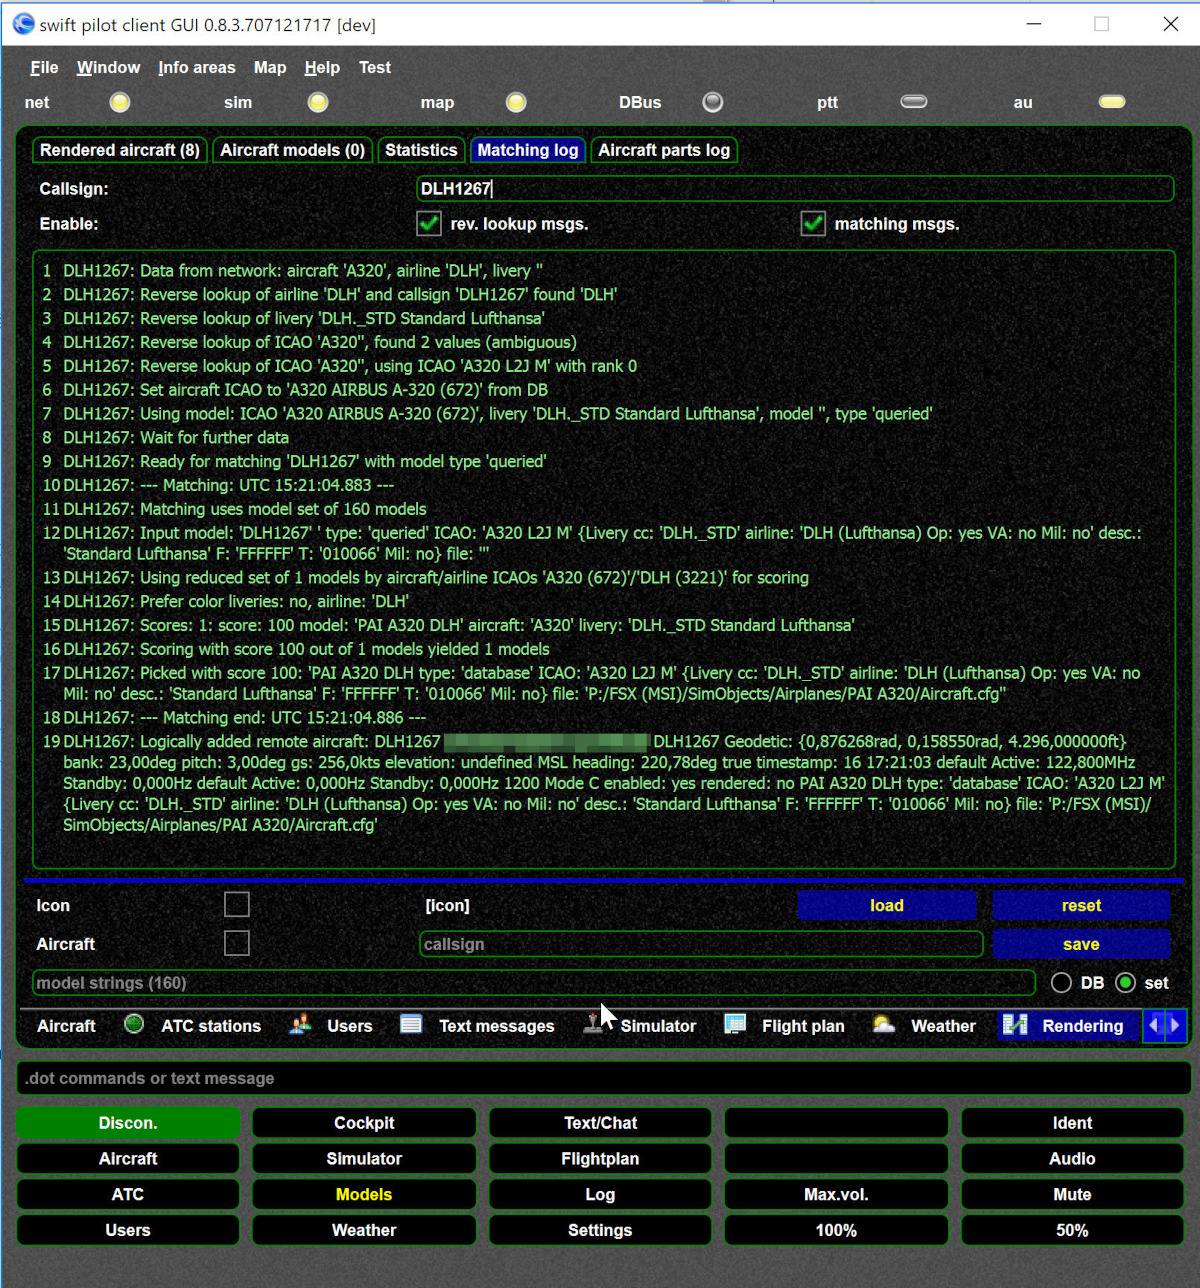 swift pilot client GUI 0.8.3.707121717 [dev]
File Window Info areas Map Help Test
net sim map DBus ptt au
Rendered aircraft (8) Aircraft models (0) Statistics Matching log Aircraft parts log
Callsign: DLH1267
Enable: rev. lookup msgs. matching msgs.
1 DLH1267: Data from network: aircraft 'A320', airline 'DLH', livery ''
2 DLH1267: Reverse lookup of airline 'DLH' and callsign 'DLH1267' found 'DLH'
3 DLH1267: Reverse lookup of livery 'DLH._STD Standard Lufthansa'
4 DLH1267: Reverse lookup of ICAO 'A320'', found 2 values (ambiguous)
5 DLH1267: Reverse lookup of ICAO 'A320'', using ICAO 'A320 L2J M' with rank 0
6 DLH1267: Set aircraft ICAO to 'A320 AIRBUS A-320 (672)' from DB
7 DLH1267: Using model: ICAO 'A320 AIRBUS A-320 (672)', livery 'DLH._STD Standard Lufthansa', model '', type 'queried'
8 DLH1267: Wait for further data
9 DLH1267: Ready for matching 'DLH1267' with model type 'queried'
10 DLH1267: --- Matching: UTC 15:21:04.883 ---
11 DLH1267: Matching uses model set of 160 models
12 DLH1267: Input model: 'DLH1267' ' type: 'queried' ICAO: 'A320 L2J M' {Livery cc: 'DLH._STD' airline: 'DLH (Lufthansa) Op: yes VA: no Mil: no' desc.:
'Standard Lufthansa' F: 'FFFFFF' T: '010066' Mil: no} file: '''
13 DLH1267: Using reduced set of 1 models by aircraft/airline ICAOs 'A320 (672)'/'DLH (3221)' for scoring
14 DLH1267: Prefer color liveries: no, airline: 'DLH'
15 DLH1267: Scores: 1: score: 100 model: 'PAI A320 DLH' aircraft: 'A320' livery: 'DLH._STD Standard Lufthansa'
16 DLH1267: Scoring with score 100 out of 1 models yielded 1 models
17 DLH1267: Picked with score 100: 'PAI A320 DLH type: 'database' ICAO: 'A320 L2J M' {Livery cc: 'DLH._STD' airline: 'DLH (Lufthansa) Op: yes VA: no
Mil: no' desc.: 'Standard Lufthansa' F: 'FFFFFF' T: '010066' Mil: no} file: 'P:/FSX (MSI)/SimObjects/Airplanes/PAI A320/Aircraft.cfg''
18 DLH1267: --- Matching end: UTC 15:21:04.886 ---
19 DLH1267: Logically added remote aircraft: DLH1267 DLH1267 Geodetic: {0,876268rad, 0,158550rad, 4.296,000000ft}
bank: 23,00deg pitch: 3,00deg gs: 256,0kts elevation: undefined MSL heading: 220,78deg true timestamp: 16 17:21:03 default Active: 122,800MHz
Standby: 0,000Hz default Active: 0,000Hz Standby: 0,000Hz 1200 Mode C enabled: yes rendered: no PAI A320 DLH type: 'database' ICAO: 'A320 L2J M'
{Livery cc: 'DLH._STD' airline: 'DLH (Lufthansa) Op: yes VA: no Mil: no' desc.: 'Standard Lufthansa' F: 'FFFFFF' T: '010066' Mil: no} file: 'P:/FSX (MSI)/
SimObjects/Airplanes/PAI A320/Aircraft.cfg'
Icon [icon] load reset
Aircraft callsign save
model strings (160) DB set
Aircraft ATC stations Users Text messages Simulator Flight plan Weather Rendering
.dot commands or text message
Discon. Cockpit Text/Chat Ident
Aircraft Simulator Flightplan Audio
ATC Models Log Max.vol. Mute
Users Weather Settings 100% 50%